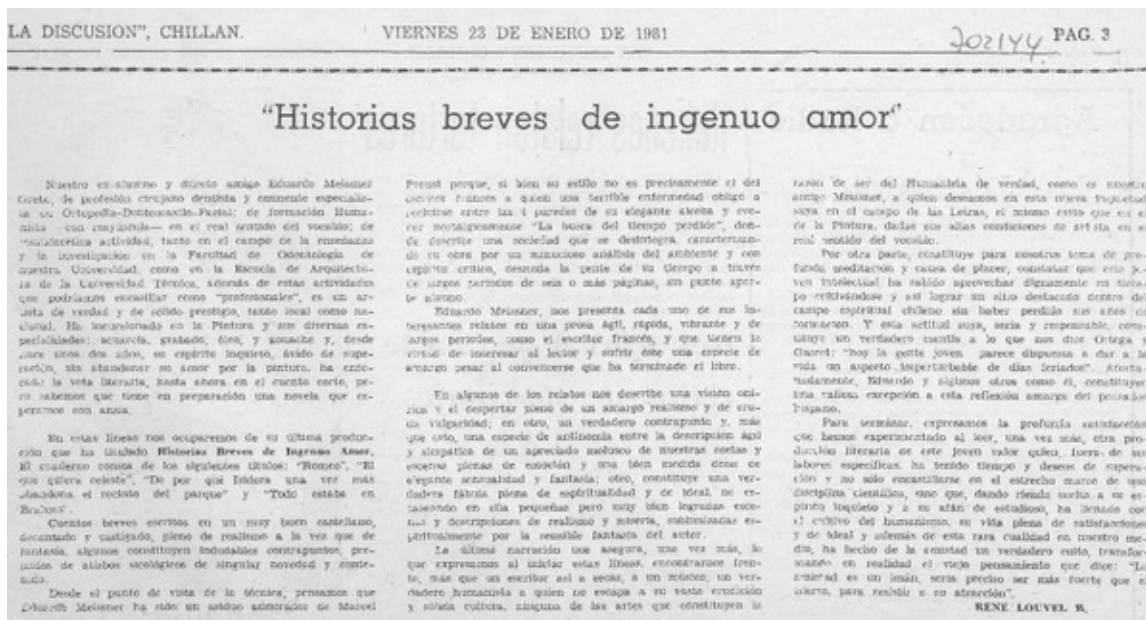 LA DISCUSION", CHILLAN.
VIERNES 23 DE ENERO DE 1981
702144
PAG. 3
"Historias breves de ingenuo amor"
Nuestro ex-alumno y dilecto amigo Eduardo Meissner
de profesión cirujano dentista y eminente especialis-
ta en de formación Huma-
nista —con mayúscula— en el real sentido del vocablo; de
actividad, tanto en el campo de la enseñanza
y la investigación en la Facultad de Odontología de
nuestra Universidad, como en la Escuela de Arquitectu-
ra de la Universidad Técnica, además de estas actividades
que podríamos encasillar como "profesionales", es un ar-
tista de verdad y de sólido prestigio, tanto local como na-
cional. Ha incursionado en la Pintura y sus diversas es-
pecialidades: acuarela, grabado, óleo, y gouache y, desde
hace unos dos años, su espíritu inquieto, ávido de supe-
ración, sin abandonar su amor por la pintura, ha
la veta literaria, hasta ahora en el cuento corto, pe-
ro sabemos que tiene en preparación una novela que es-
peramos con ansia.
En estas líneas nos ocuparemos de su última produc-
ción que ha titulado Historias Breves de Ingenuo Amor.
El cuaderno consta de los siguientes títulos: "Romeo", "El
que quiera celeste", "De por qué Isidora una vez más
abandona el recinto del parque" y "Todo estaba en
Cuentos breves escritos en un muy buen castellano,
decantado y castigado, pleno de realismo a la vez que de
fantasía, algunos constituyen indudables contrapuntos, pre-
ñados de atisbos sicológicos de singular novedad y conte-
nido.
Desde el punto de vista de la técnica, pensamos que
Eduardo Meissner ha sido un asiduo admirador de Marcel
Proust porque, si bien su estilo no es precisamente el del
escritor francés a quien una terrible enfermedad obligó a
recluirse entre las 4 paredes de su elegante alcoba y evo-
car nostálgicamente "La busca del tiempo perdido", don-
de describe una sociedad que se desintegra, caracterizan-
do su obra por un minucioso análisis del ambiente y con
espíritu crítico, desnuda la gente de su tiempo a través
de largos períodos de seis o más páginas, sin punto apar-
te alguno.
Eduardo Meissner, nos presenta cada uno de sus in-
teresantes relatos en una prosa ágil, rápida, vibrante y de
largos períodos, como el escritor francés, y que tienen la
virtud de interesar al lector y sufrir éste una especie de
amargo pesar al convencerse que ha terminado el libro.
En algunos de los relatos nos describe una visión oní-
rica y el despertar pleno de un amargo realismo y de cru-
da vulgaridad; en otro, un verdadero contrapunto y, más
que esto, una especie de antinomia entre la descripción ágil
y simpática de un apreciado molusco de nuestras costas y
escenas plenas de emoción y una bien medida dosis de
elegante sensualidad y fantasía; otro, constituye una ver-
dadera fábula plena de espiritualidad y de ideal, no es-
caseando en ella pequeñas pero muy bien logradas esce-
nas y descripciones de realismo y miseria, sublimizadas es-
piritualmente por la sensible fantasía del autor.
La última narración nos asegura, una vez más, lo
que expresamos al iniciar estas líneas, encontrarnos fren-
te, más que un escritor así a secas, a un músico, un ver-
dadero humanista a quien no escapa a su vasta erudición
y sólida cultura, ninguna de las artes que constituyen la
razón de ser del Humanista de verdad, como es nuestro
amigo Meissner, a quien deseamos en esta nueva inquietud
suya en el campo de las Letras, el mismo éxito que en el
de la Pintura, dadas sus altas condiciones de artista en el
real sentido del vocablo.
Por otra parte, constituye para nosotros tema de pro-
funda meditación y causa de placer, constatar que este jo-
ven intelectual ha sabido aprovechar dignamente su tiem-
po y así lograr un sitio destacado dentro del
campo espiritual chileno sin haber perdido sus años
Y esta actitud suya, seria y responsable, cons-
tituye un verdadero mentís a lo que nos dice Ortega y
Gasset: "hoy la gente joven parece dispuesta a dar a la
vida un aspecto imperturbable de días feriados". Afortu-
nadamente, Eduardo y algunos otros como él, constituyen
una valiosa excepción a esta reflexión amarga del pensador
hispano.
Para terminar, expresamos la profunda satisfacción
que hemos experimentado al leer, una vez más, otra pro-
ducción literaria de este joven valor quien, fuera de sus
labores específicas, ha tenido tiempo y deseos de supera-
ción y no sólo encastillarse en el estrecho marco de una
disciplina científica, sino que, dando rienda suelta a su es-
píritu inquieto y a su afán de estudioso, ha llenado con
el cultivo del humanismo, su vida plena de satisfacciones
y de ideal y además de esta rara cualidad en nuestro me-
dio, ha hecho de la amistad un verdadero culto, transfor-
mando en realidad el viejo pensamiento que dice: "La
amistad es un imán, sería preciso ser más fuerte que el
hierro, para resistir a su atracción".
RENE LOUVEL B.